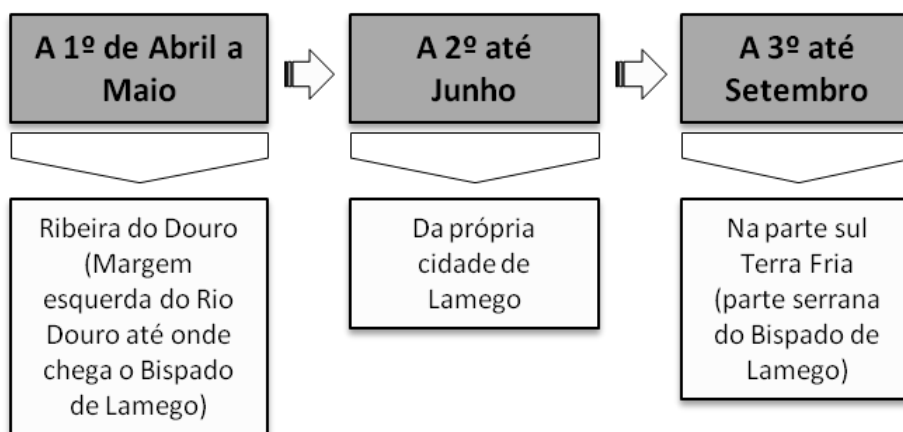 A 1º de Abril a
Maio
A 2º até
Junho
A 3º até
Setembro
Ribeira do Douro
(Margem
esquerda do Rio
Douro até onde
chega o Bispado
de Lamego)
Da própria
cidade de
Lamego
Na parte sul
Terra Fria
(parte serrana
do Bispado de
Lamego)